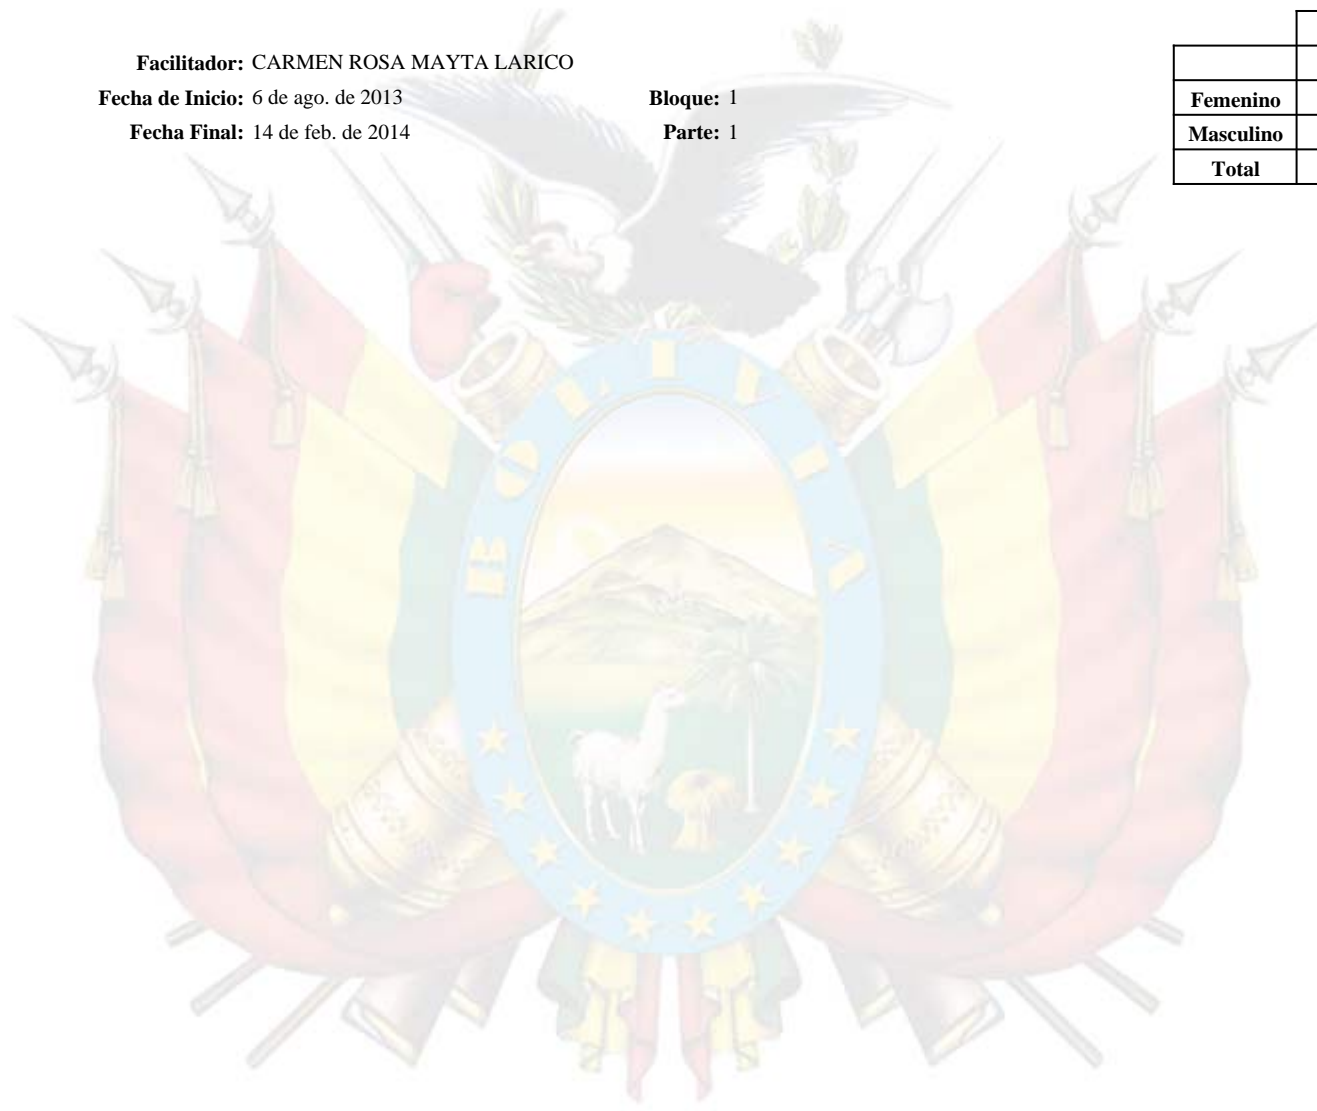 Facilitador: CARMEN ROSA MAYTA LARICO
Fecha de Inicio: 6 de ago. de 2013 Bloque: 1
Fecha Final: 14 de feb. de 2014 Parte: 1
Femenino
Masculino
Total
BOLIVIA